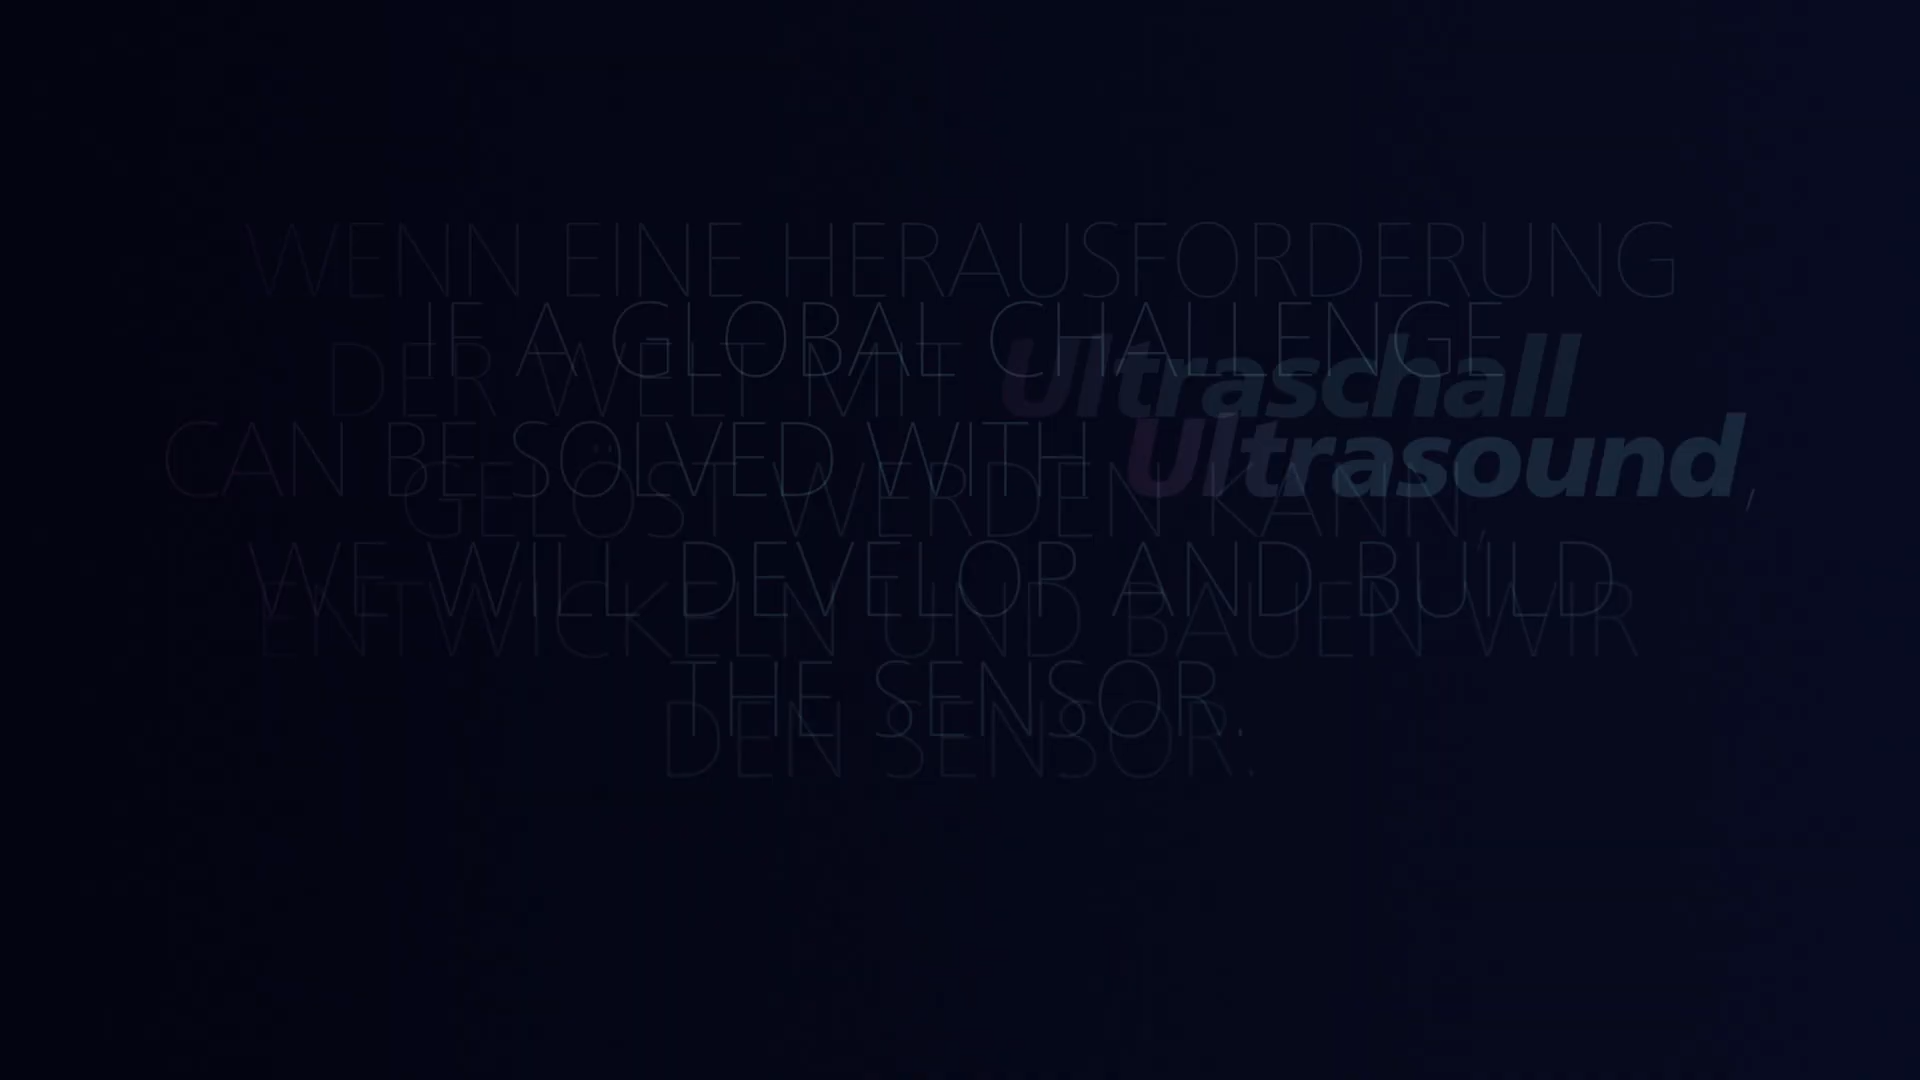 WENN EINE HERAUSFORDERUNG
IF A GLOBAL CHALLENGE
DER WELT MIT Ultraschall
CAN BE SOLVED WITH Ultrasound,
GELÖST WERDEN KANN,
WE WILL DEVELOP AND BUILD
ENTWICKELN UND BAUEN WIR
THE SENSOR.
DEN SENSOR.